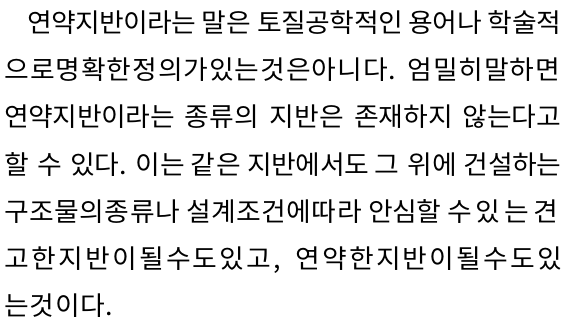 연약지반이라는 말은 토질공학적인 용어나 학술적
으로명확한정의가있는것은아니다. 엄밀히말하면
연약지반이라는 종류의 지반은 존재하지 않는다고
할 수 있다. 이는 같은 지반에서도 그 위에 건설하는
구조물의종류나 설계조건에따라 안심할 수 있 는 견
고한지반이될수도있고, 연약한지반이될수도있
는것이다.